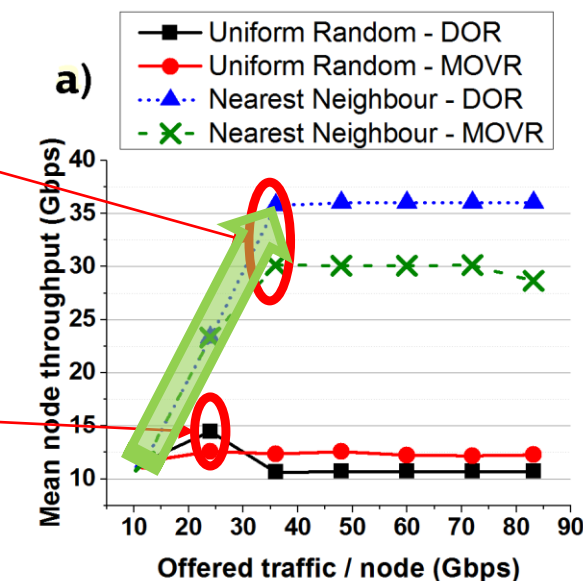 a)
Uniform Random - DOR
Uniform Random - MOVR
Nearest Neighbour - DOR
Nearest Neighbour - MOVR
Mean node throughput (Gbps)
40
35
30
25
20
15
10
10 20 30 40 50 60 70 80 90
Offered traffic / node (Gbps)